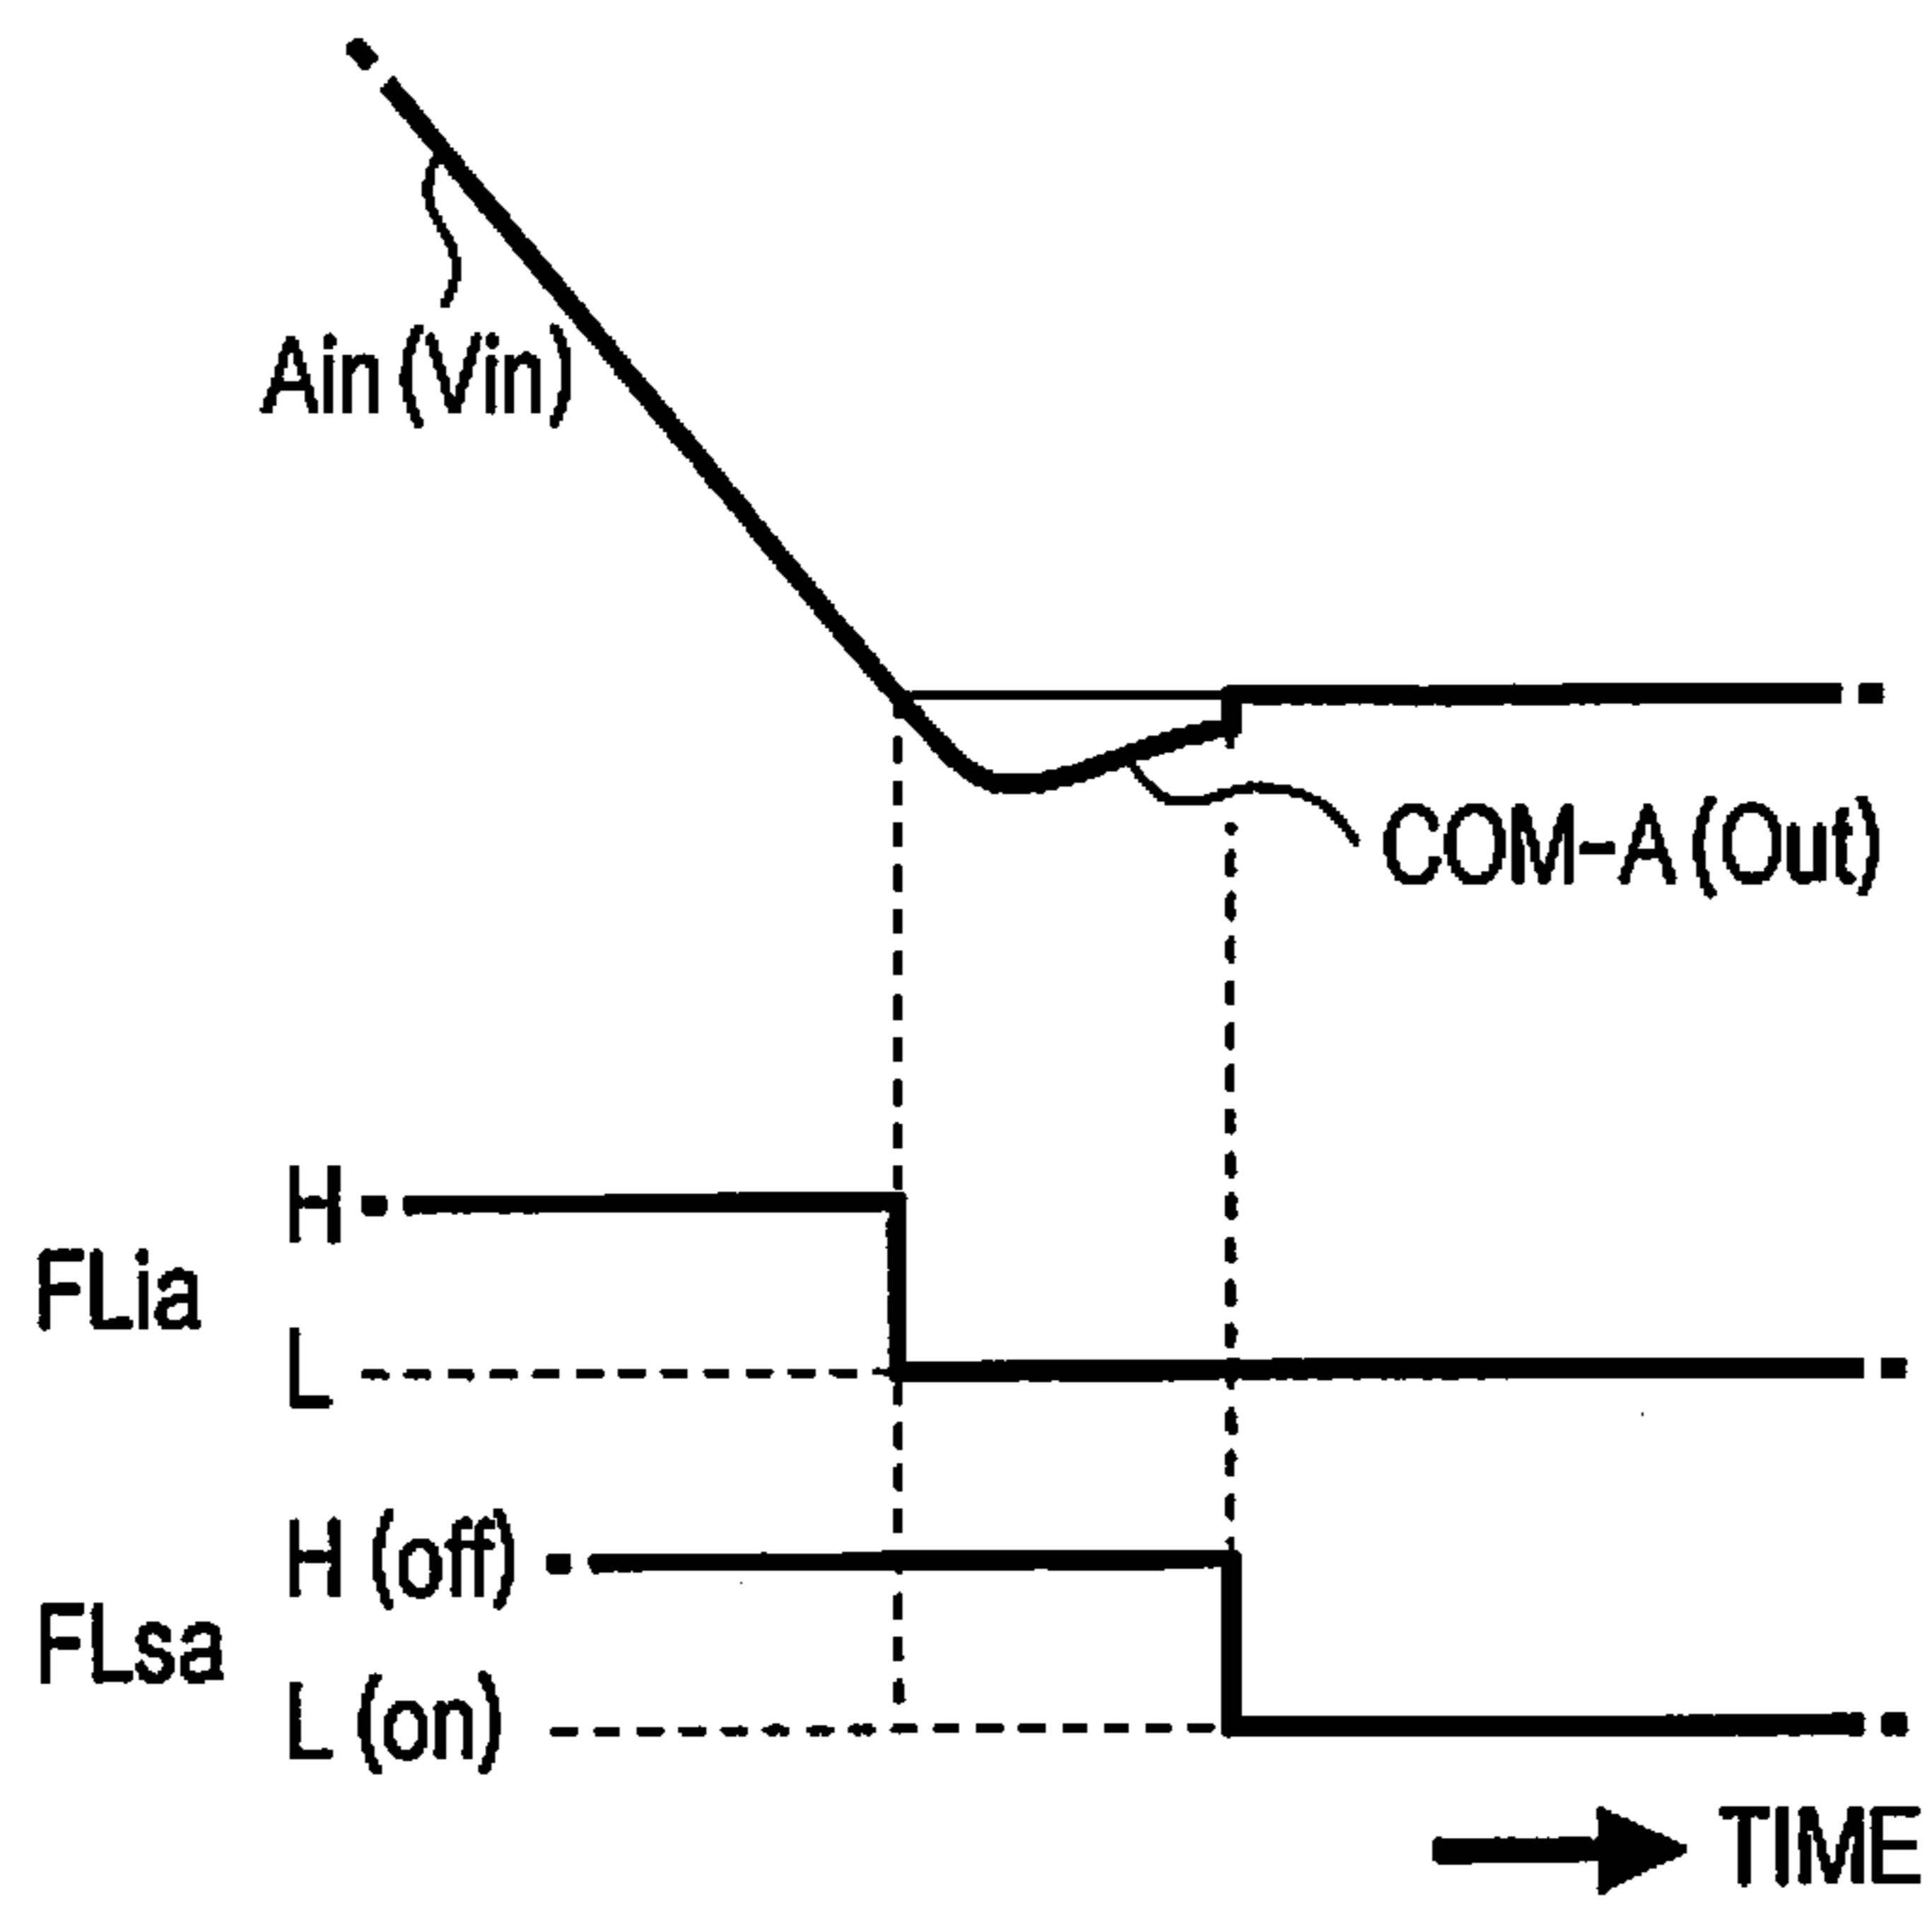 Ain (Vin)
COM-A (Out)
H
FLia
L
H (off)
FLsa
L (on)
TIME